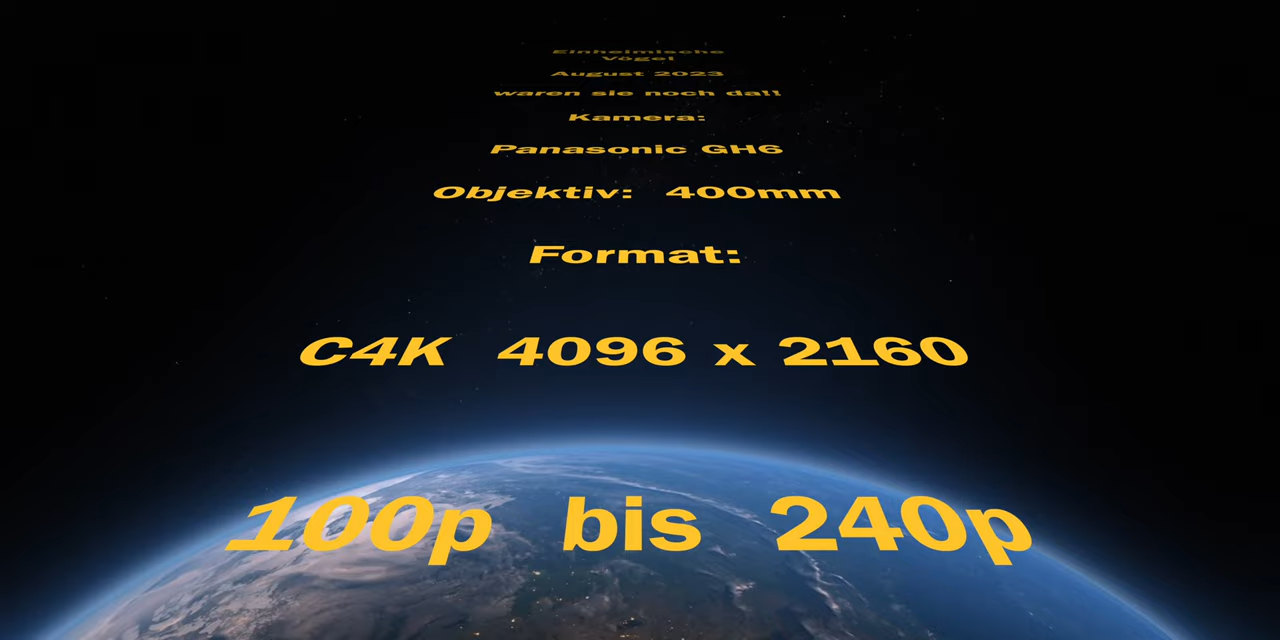 Einheimische
Vögel
August 2023
waren sie noch da!!
Kamera:
Panasonic GH6
Objektiv: 400mm
Format:
C4K 4096 x 2160
100p bis 240p